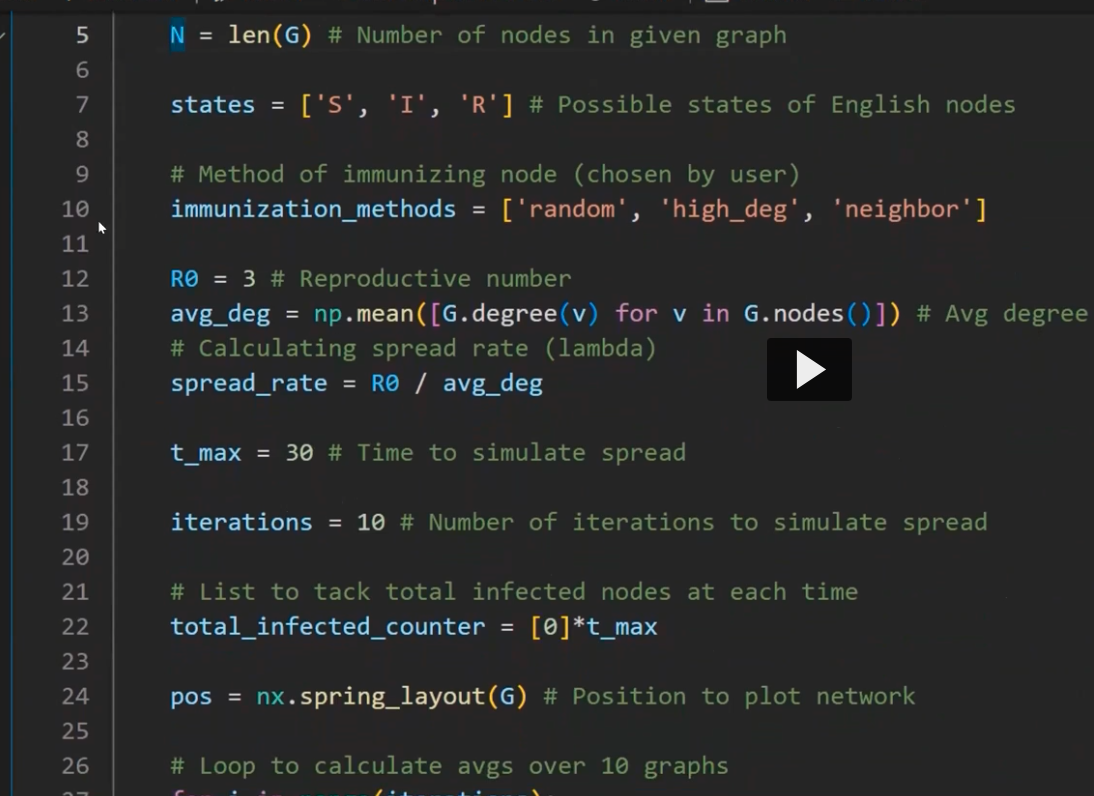 5 N = len(G) # Number of nodes in given graph
6
7 states = ['S', 'I', 'R'] # Possible states of English nodes
8
9 # Method of immunizing node (chosen by user)
10 immunization_methods = ['random', 'high_deg', 'neighbor']
11
12 R0 = 3 # Reproductive number
13 avg_deg = np.mean([G.degree(v) for v in G.nodes()]) # Avg degree
14 # Calculating spread rate (lambda)
15 spread_rate = R0 / avg_deg
16
17 t_max = 30 # Time to simulate spread
18
19 iterations = 10 # Number of iterations to simulate spread
20
21 # List to tack total infected nodes at each time
22 total_infected_counter = [0]*t_max
23
24 pos = nx.spring_layout(G) # Position to plot network
25
26 # Loop to calculate avgs over 10 graphs